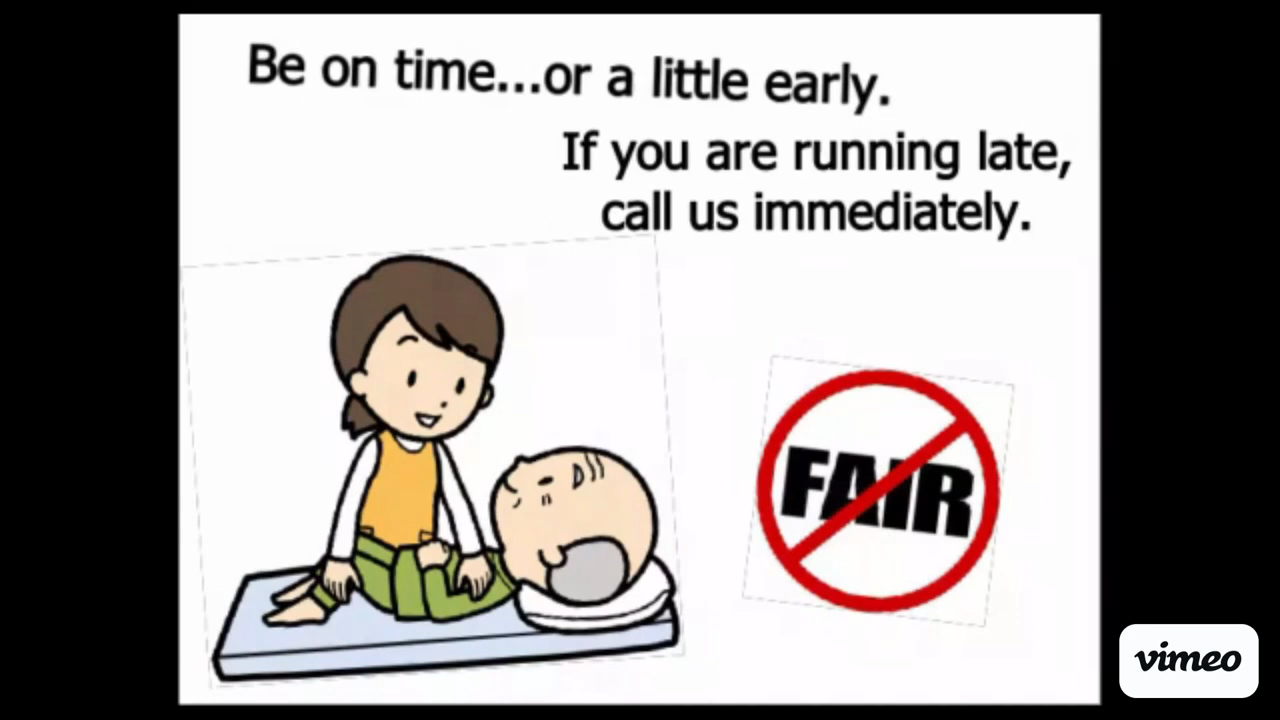 Be on time...or a little early.
If you are running late,
call us immediately.
FAIR
vimeo